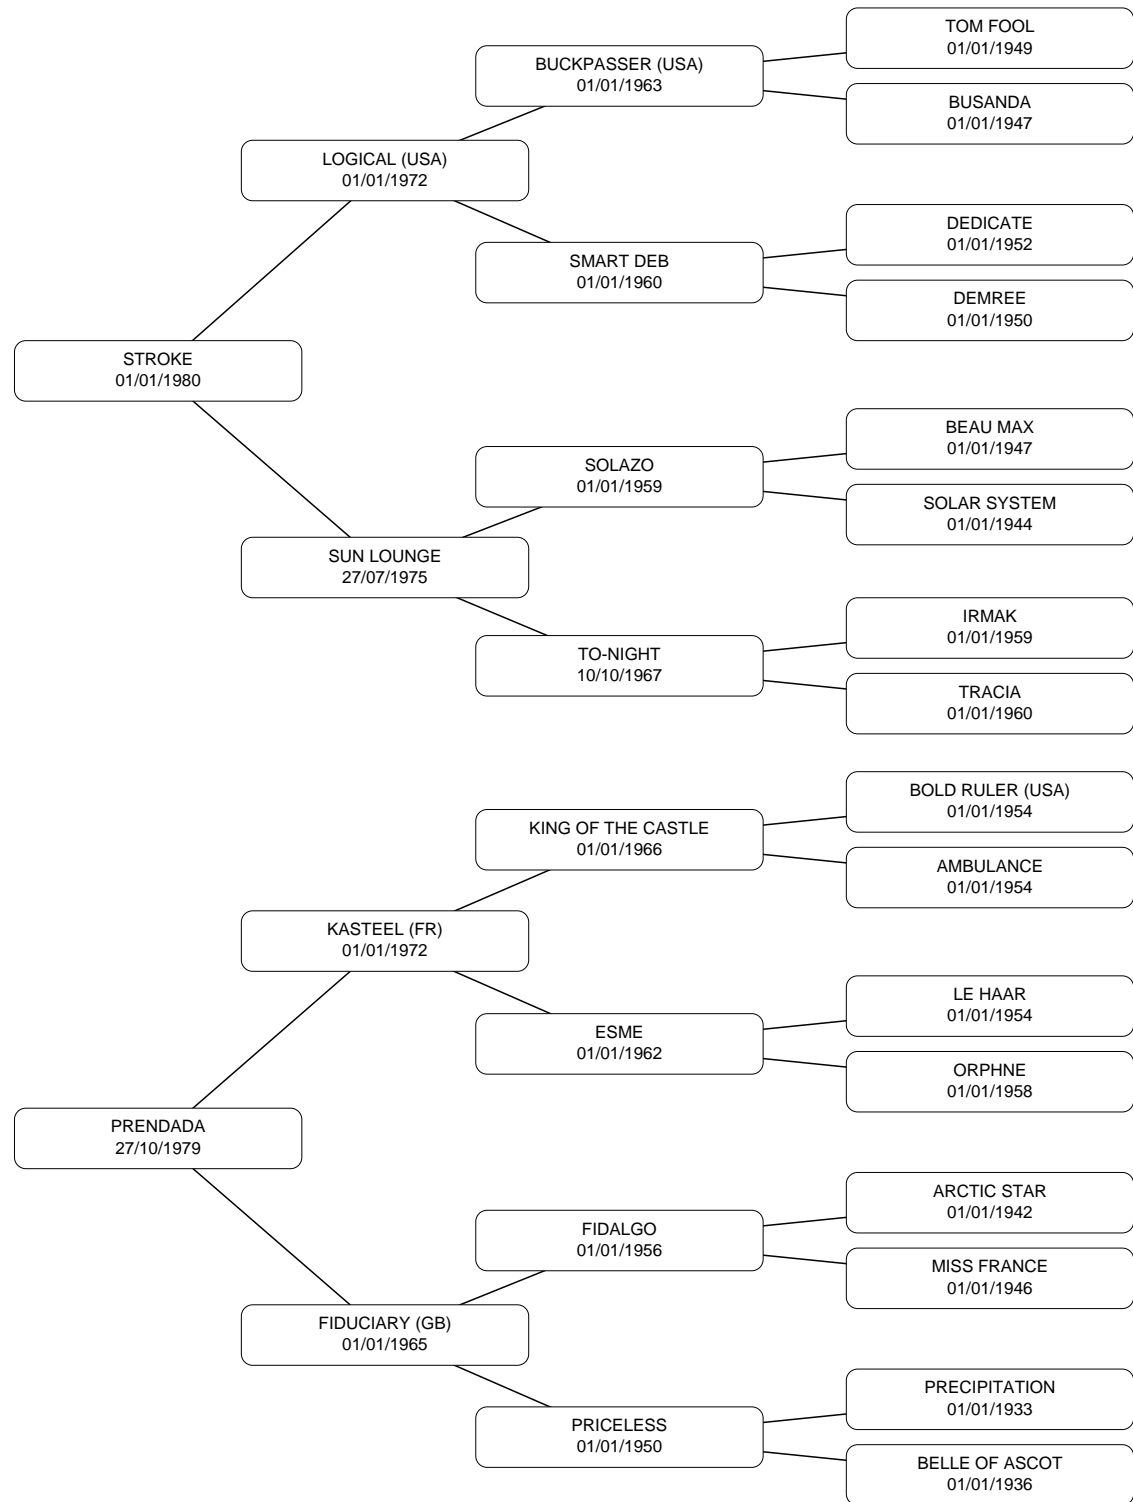 TOM FOOL
01/01/1949
BUCKPASSER (USA)
01/01/1963
BUSANDA
01/01/1947
LOGICAL (USA)
01/01/1972
DEDICATE
01/01/1952
SMART DEB
01/01/1960
DEMREE
01/01/1950
STROKE
01/01/1980
BEAU MAX
01/01/1947
SOLAZO
01/01/1959
SOLAR SYSTEM
01/01/1944
SUN LOUNGE
27/07/1975
IRMAK
01/01/1959
TO-NIGHT
10/10/1967
TRACIA
01/01/1960
BOLD RULER (USA)
01/01/1954
KING OF THE CASTLE
01/01/1966
AMBULANCE
01/01/1954
KASTEEL (FR)
01/01/1972
LE HAAR
01/01/1954
ESME
01/01/1962
ORPHNE
01/01/1958
PRENDADA
27/10/1979
ARCTIC STAR
01/01/1942
FIDALGO
01/01/1956
MISS FRANCE
01/01/1946
FIDUCIARY (GB)
01/01/1965
PRECIPITATION
01/01/1933
PRICELESS
01/01/1950
BELLE OF ASCOT
01/01/1936